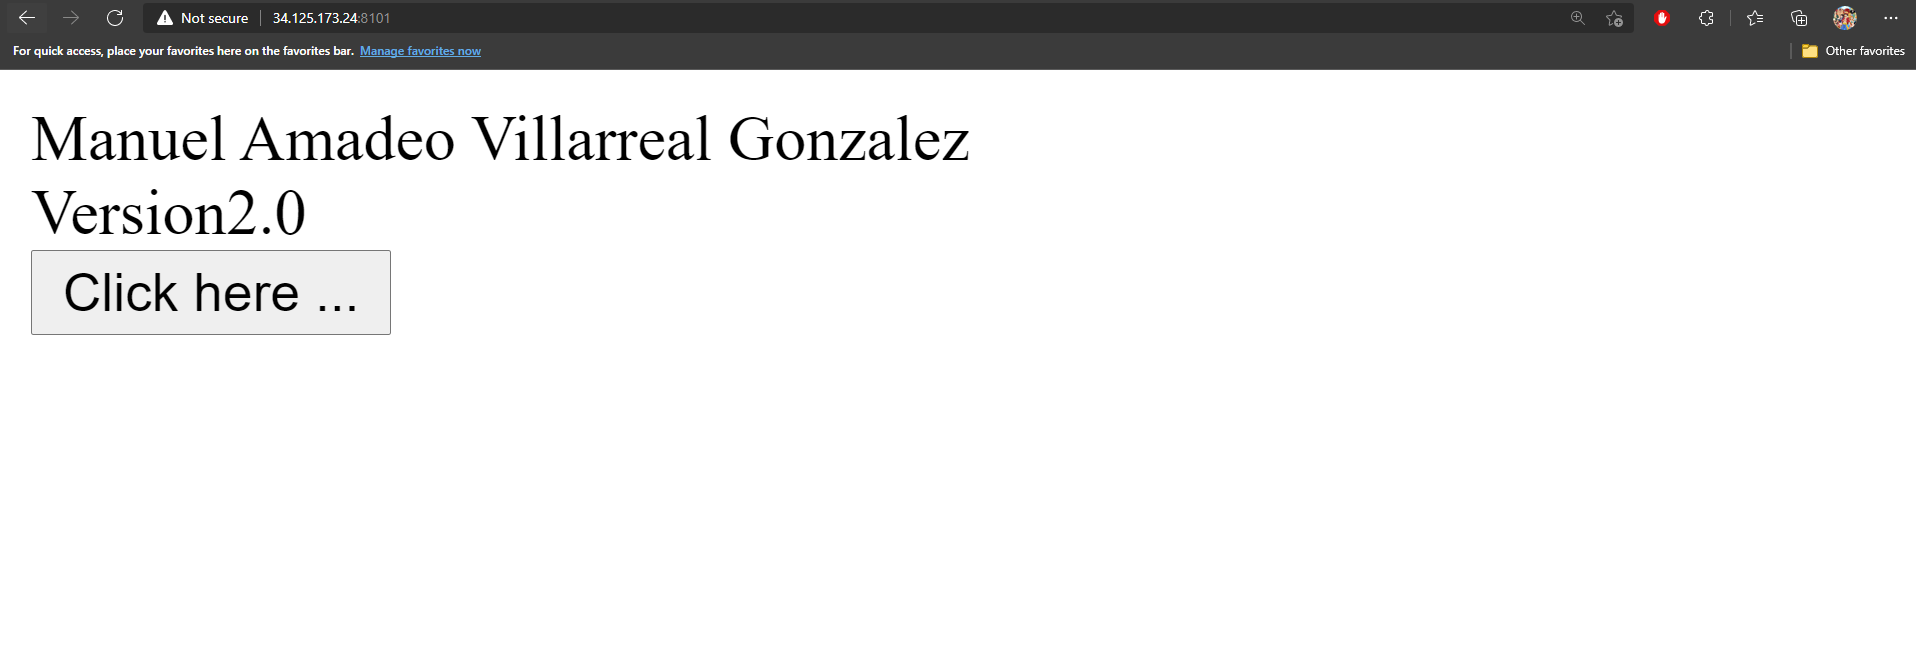 Not secure 34.125.173.24:8101
For quick access, place your favorites here on the favorites bar. Manage favorites now
Other favorites
Manuel Amadeo Villarreal Gonzalez
Version2.0
Click here ...